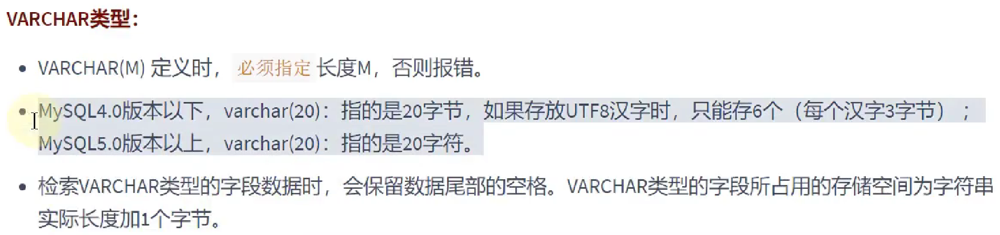 VARCHAR类型：
VARCHAR(M) 定义时，必须指定长度M，否则报错。
MySQL4.0版本以下，varchar(20)：指的是20字节，如果存放UTF8汉字时，只能存6个（每个汉字3字节）；
MySQL5.0版本以上，varchar(20)：指的是20字符。
检索VARCHAR类型的字段数据时，会保留数据尾部的空格。VARCHAR类型的字段所占用的存储空间为字符串
实际长度加1个字节。